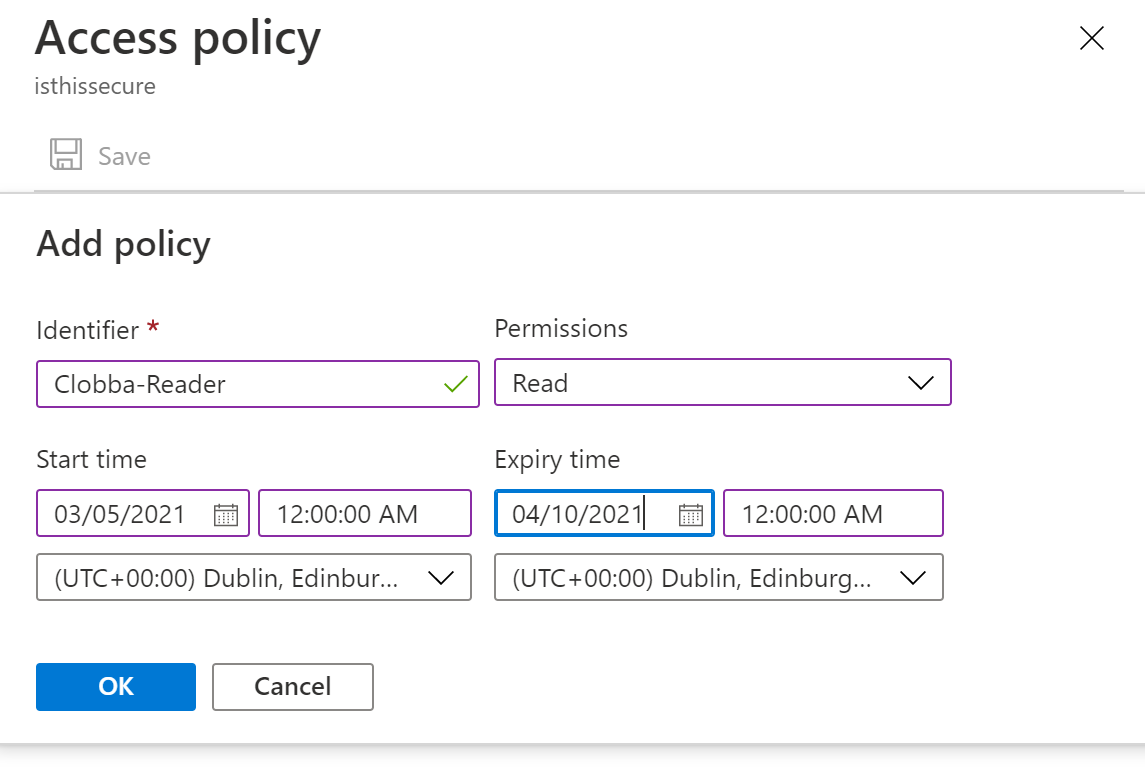 Access policy
isthissecure
Save
Add policy
Identifier *
Permissions
Clobba-Reader
Read
Start time
Expiry time
03/05/2021
12:00:00 AM
04/10/2021
12:00:00 AM
(UTC+00:00) Dublin, Edinbur...
(UTC+00:00) Dublin, Edinburg...
OK
Cancel